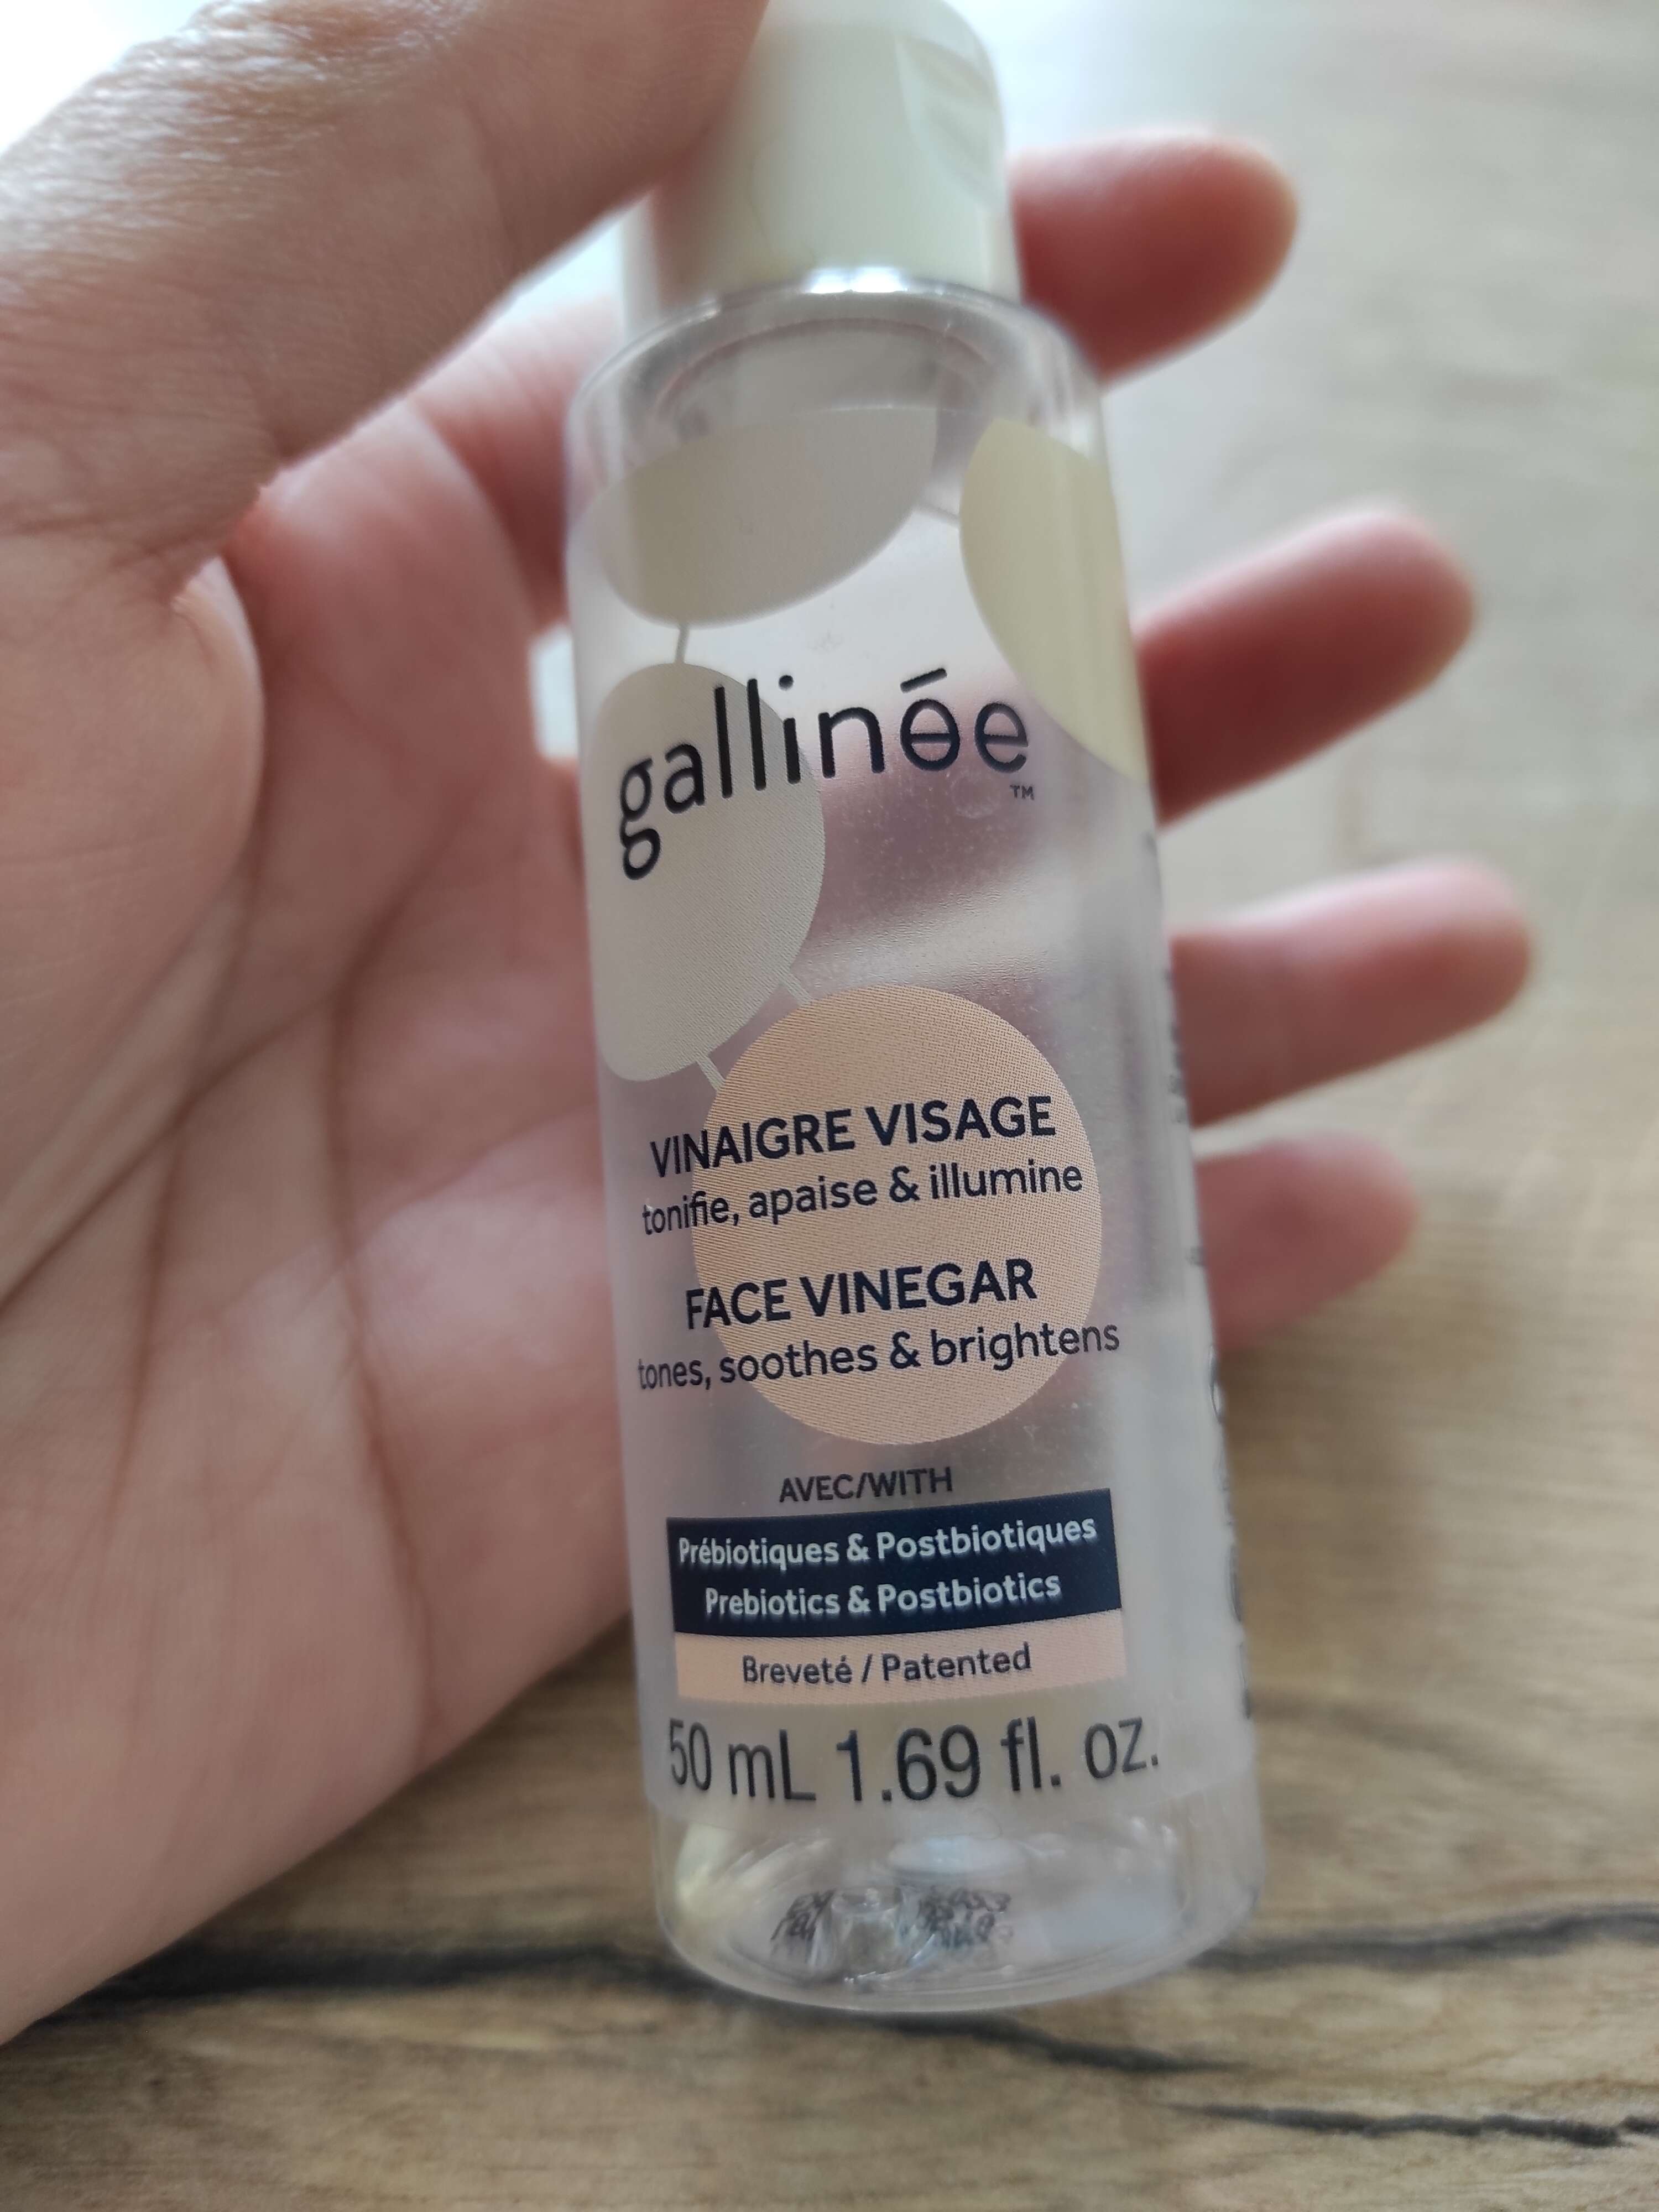 gallinée
TM
VINAIGRE VISAGE
tonifie, apaise & illumine
FACE VINEGAR
tones, soothes & brightens
AVEC/WITH
Prébiotiques & Postbiotiques
Prebiotics & Postbiotics
Breveté / Patented
50 mL 1.69 fl. oz.